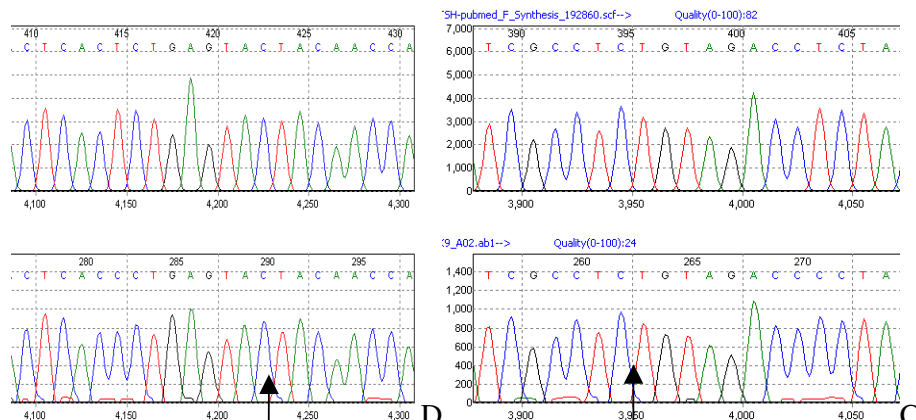 410 415 420 425 430
C T C A C T C T G A G T A C T A C A A C C A
4,100 4,150 4,200 4,250 4,300
SH-pubmed_F_Synthesis_192860.scf--> Quality(0-100):82
7,000
390 395 400 405
6,000
T C G C C T C T G T A G A C C T C T A
5,000
4,000
3,000
2,000
1,000
0
3,900 3,950 4,000 4,050
280 285 290 295
C T C A C C C T G A G T A C T A C A A C C A
4,100 4,150 4,200 4,250 4,300
D
9_A02.ab1--> Quality(0-100):24
260 265 270
T C G C C T C T G T A G A C C C C T A
1,400
1,200
1,000
800
600
400
200
0
3,900 3,950 4,000 4,050